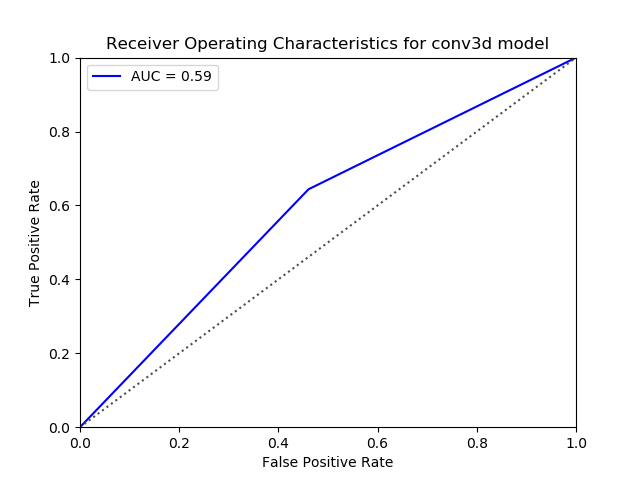 Receiver Operating Characteristics for conv3d model
AUC = 0.59
True Positive Rate
1.0
0.8
0.6
0.4
0.2
0.0
0.0 0.2 0.4 0.6 0.8 1.0
False Positive Rate